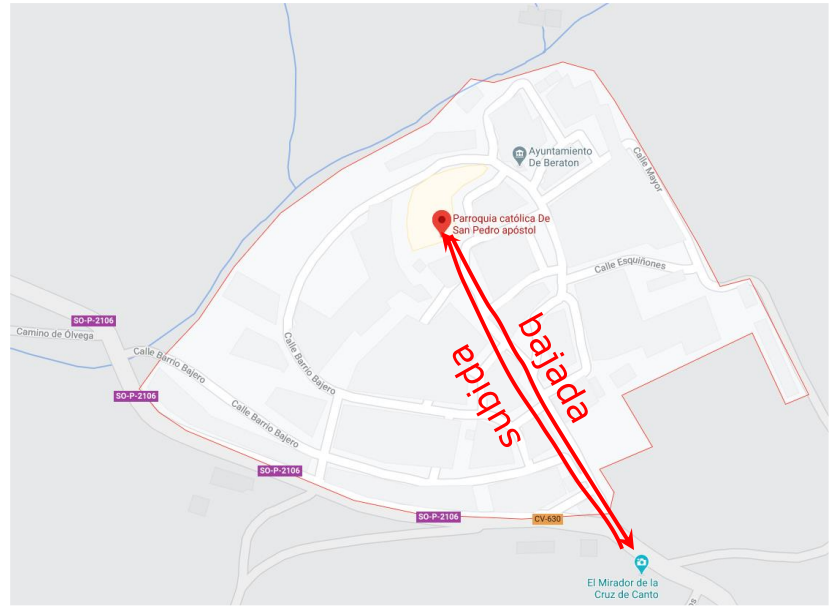 Ayuntamiento
De Beraton
Calle Mayor
Parroquia católica De
San Pedro apóstol
Calle Esquiñones
SO-P-2106
Camino de Ólvega
Calle Barrio Bajero
SO-P-2106
Calle Barrio Bajero
Calle Barrio Bajero
bajada
subida
SO-P-2106
SO-P-2106
CV-630
El Mirador de la
Cruz de Canto